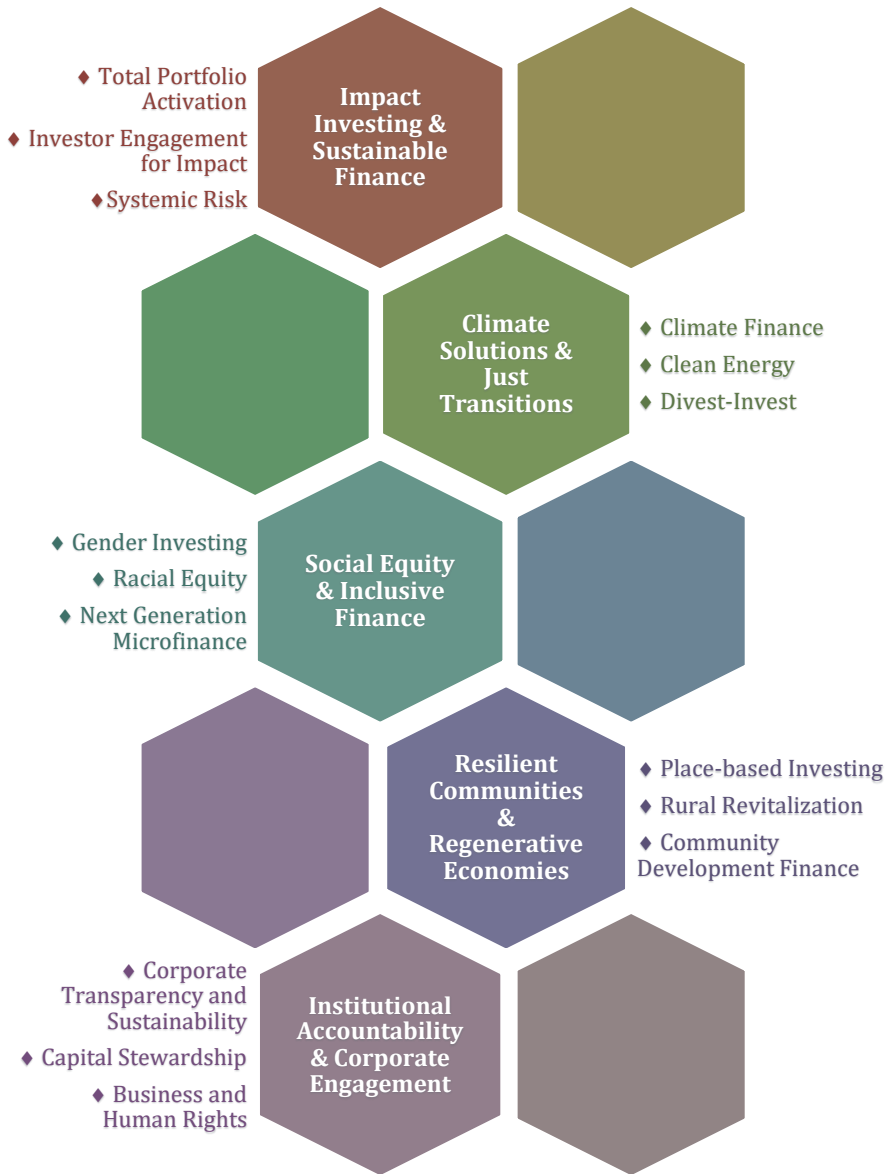 ♦ Total Portfolio
Activation
♦ Investor Engagement
for Impact
♦Systemic Risk
Impact
Investing &
Sustainable
Finance
Climate
Solutions &
Just
Transitions
♦ Climate Finance
♦ Clean Energy
♦ Divest-Invest
♦ Gender Investing
♦ Racial Equity
♦ Next Generation
Microfinance
Social Equity
& Inclusive
Finance
Resilient
Communities
&
Regenerative
Economies
♦ Place-based Investing
♦ Rural Revitalization
♦ Community
Development Finance
♦ Corporate
Transparency and
Sustainability
♦ Capital Stewardship
♦ Business and
Human Rights
Institutional
Accountability
& Corporate
Engagement